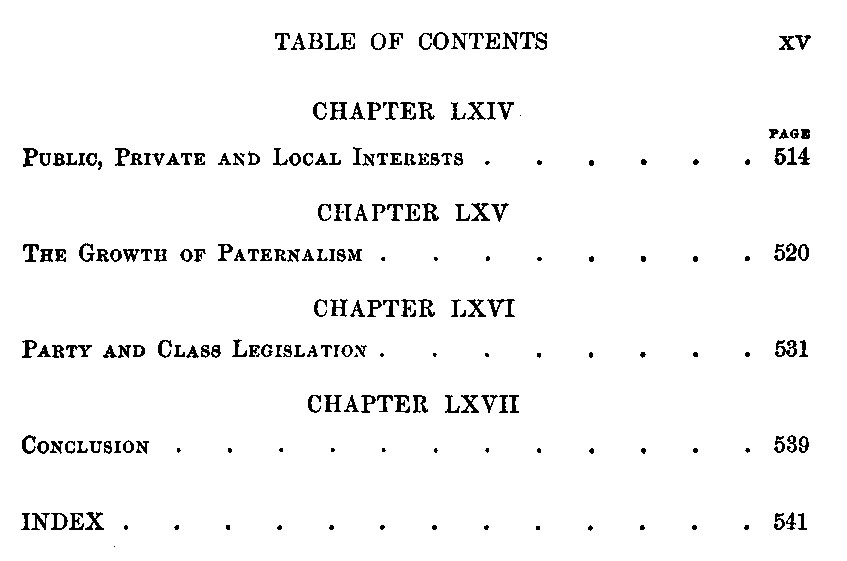 TABLE OF CONTENTS XV
CHAPTER LXIV
PAGE
PUBLIC, PRIVATE AND LOCAL INTERESTS . . . . . . 514
CHAPTER LXV
THE GROWTH OF PATERNALISM . . . . . . . . 520
CHAPTER LXVI
PARTY AND CLASS LEGISLATION . . . . . . . . 531
CHAPTER LXVII
CONCLUSION . . . . . . . . . . . . 539
INDEX . . . . . . . . . . . . . 541